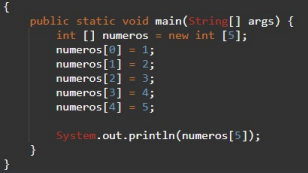 {
public static void main(String[] args) {
int [] numeros = new int [5];
numeros[0] = 1;
numeros[1] = 2;
numeros[2] = 3;
numeros[3] = 4;
numeros[4] = 5;
System.out.println(numeros[5]);
}
}